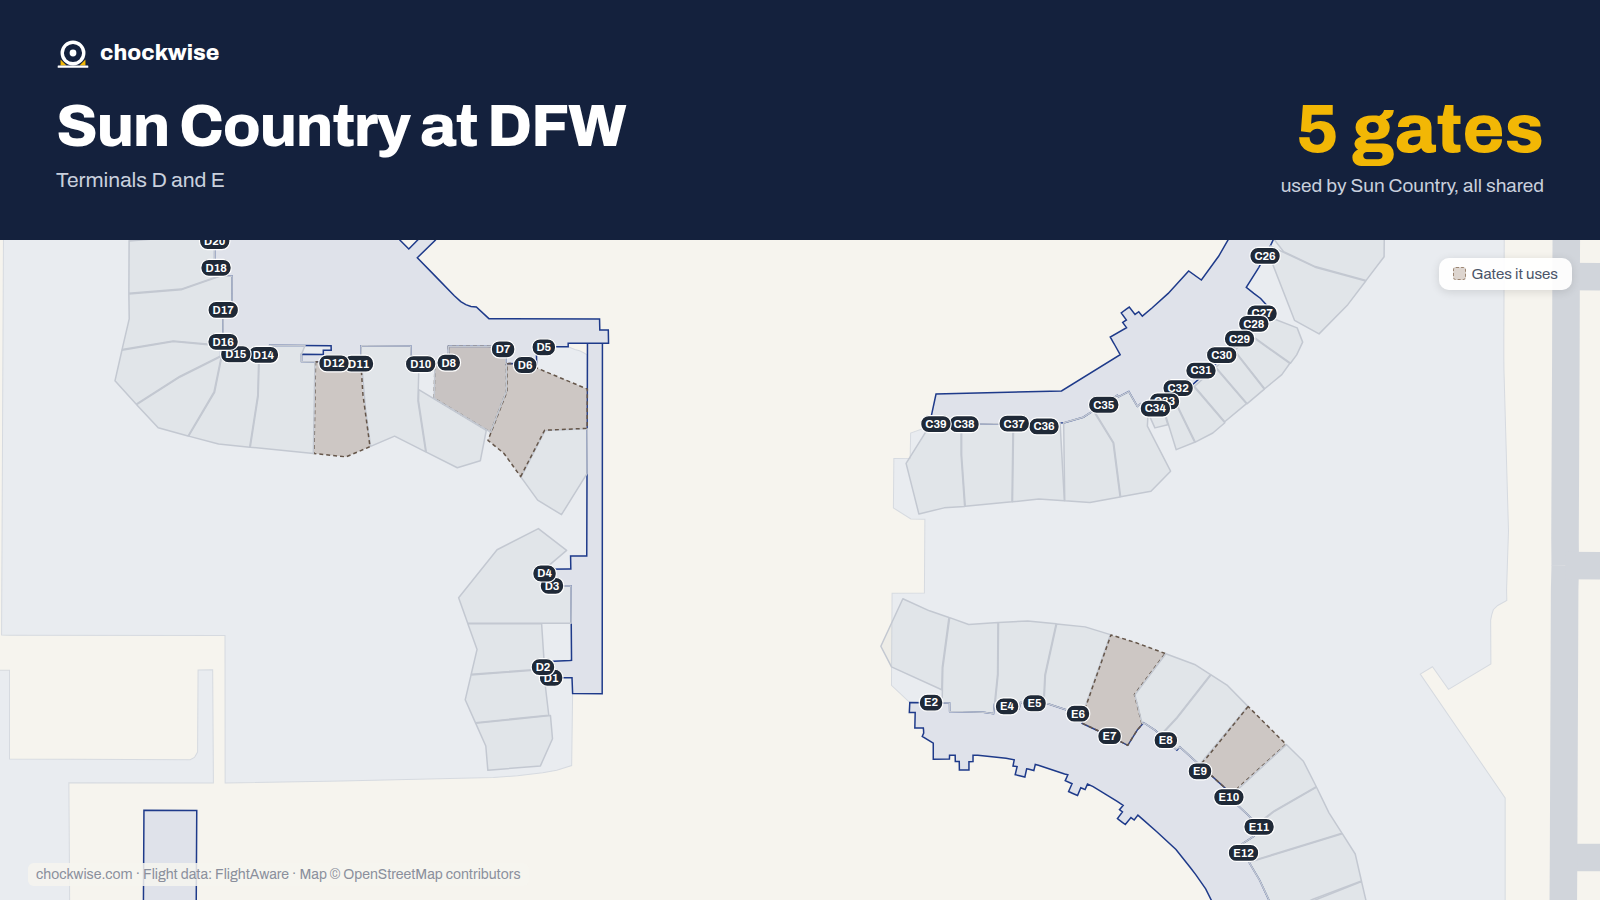 chockwise
Sun Country at DFW
Terminals D and E
5 gates
used by Sun Country, all shared
Gates it uses
D20
D18
D17
D16
D15
D14
D12
D11
D10
D8
D7
D6
D5
D4
D3
D2
D1
C26
C27
C28
C29
C30
C31
C32
C33
C34
C35
C36
C37
C38
C39
E2
E4
E5
E6
E7
E8
E9
E10
E11
E12
chockwise.com · Flight data: FlightAware · Map © OpenStreetMap contributors